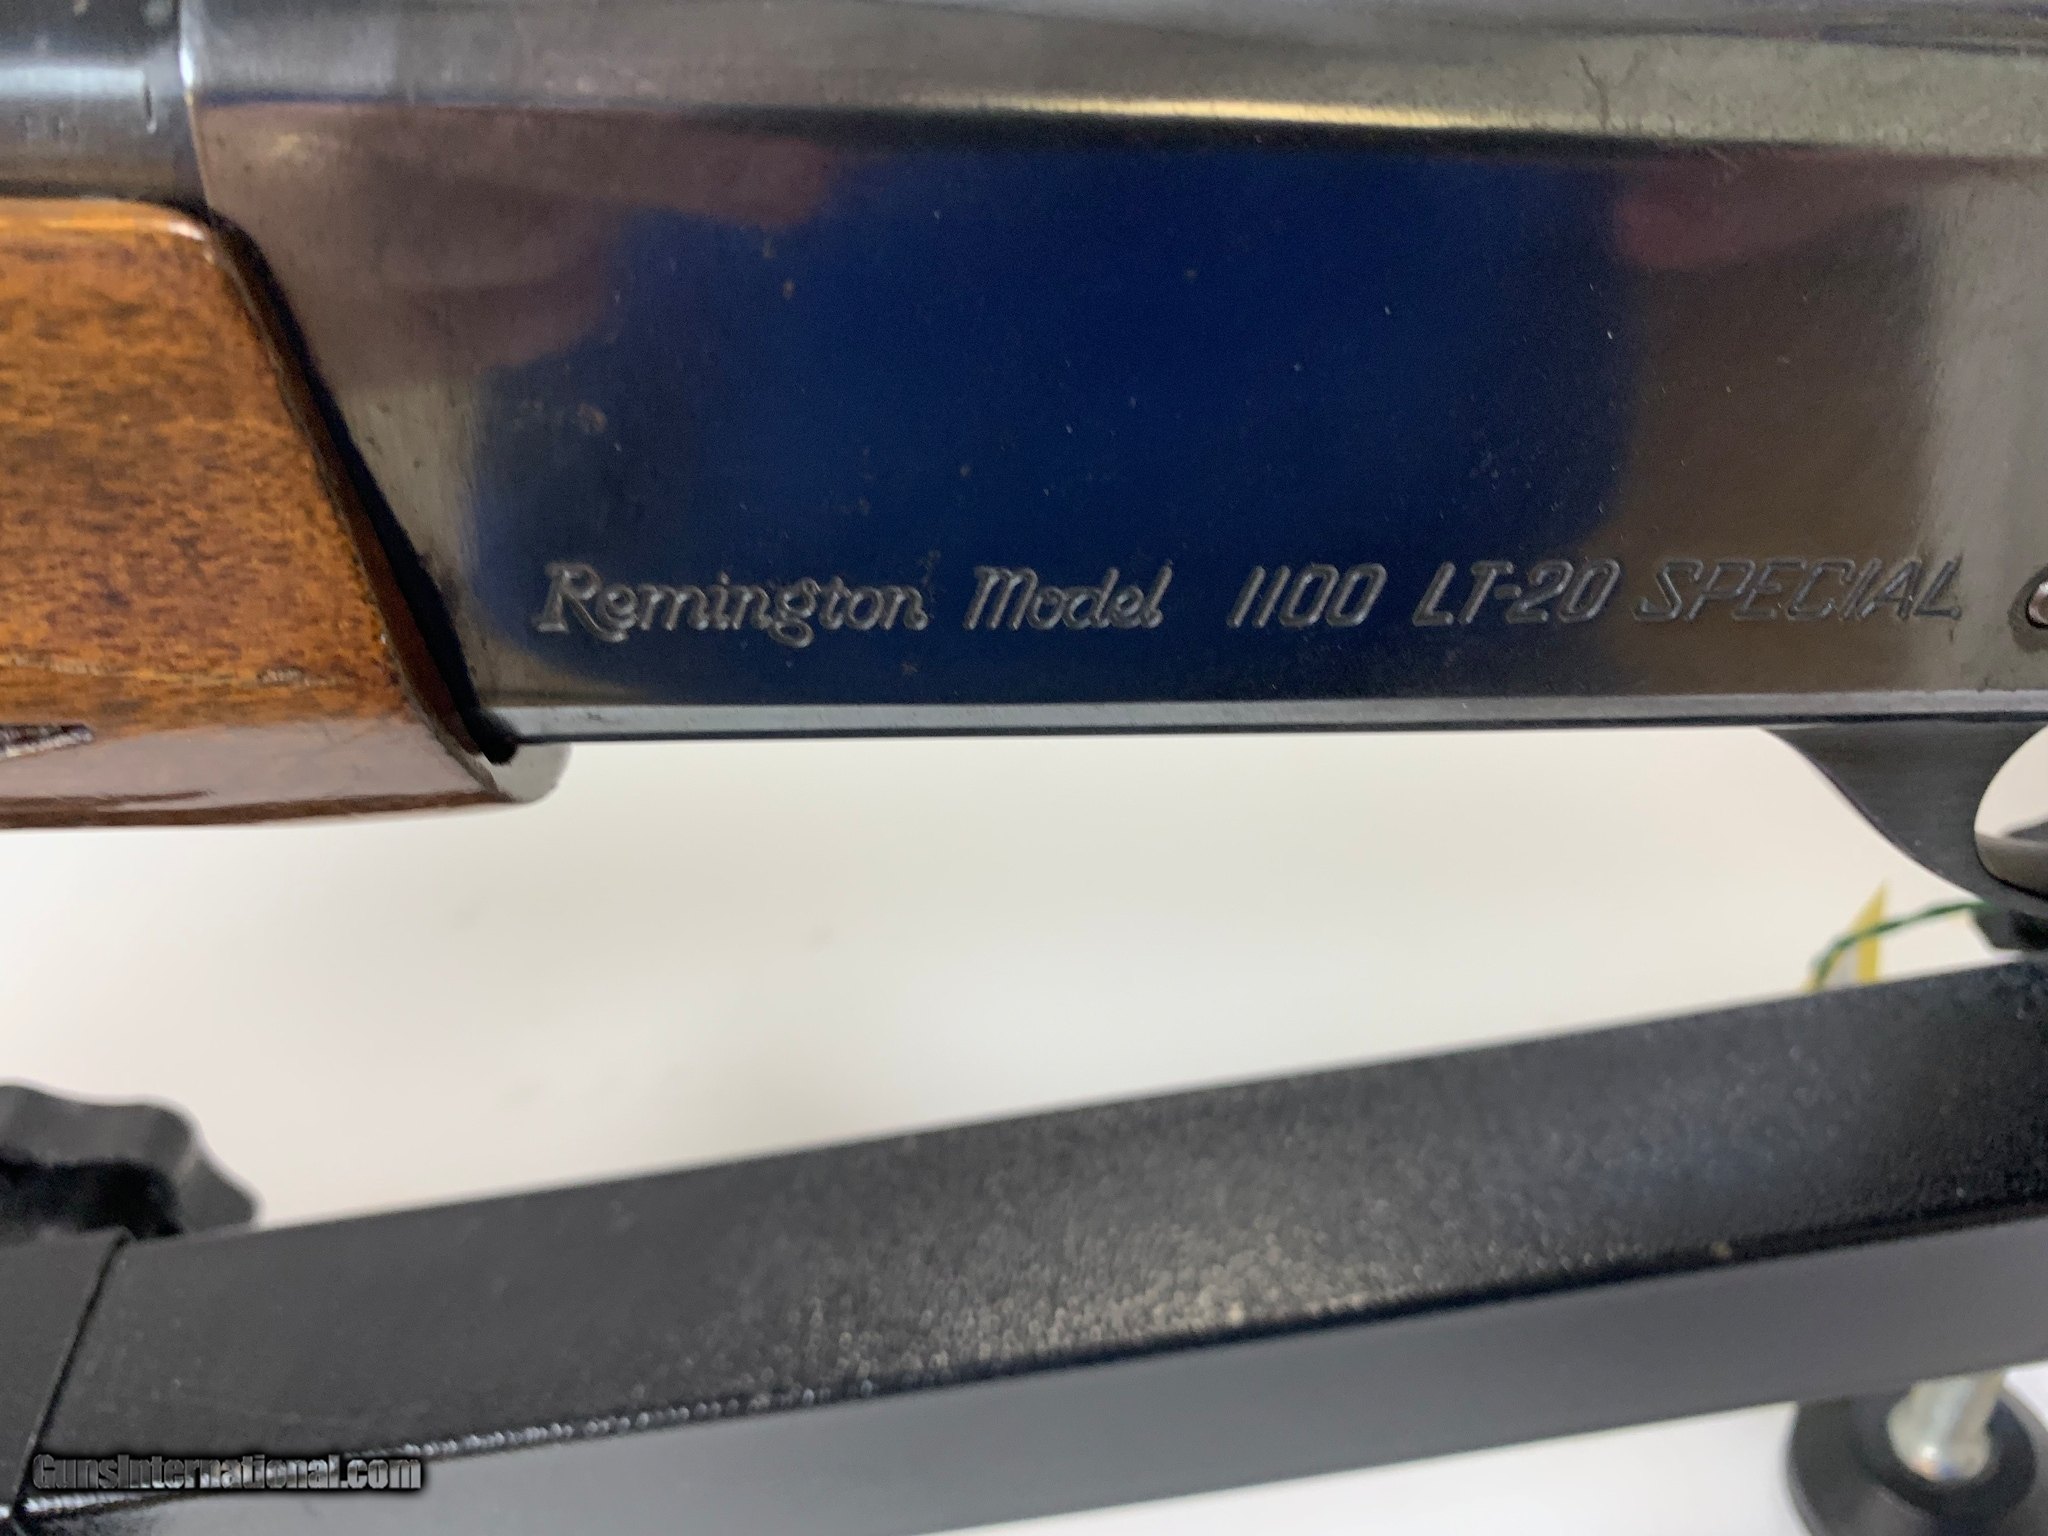 Remington Model 1100 LT-20 SPECIAL
GunsInternational.com